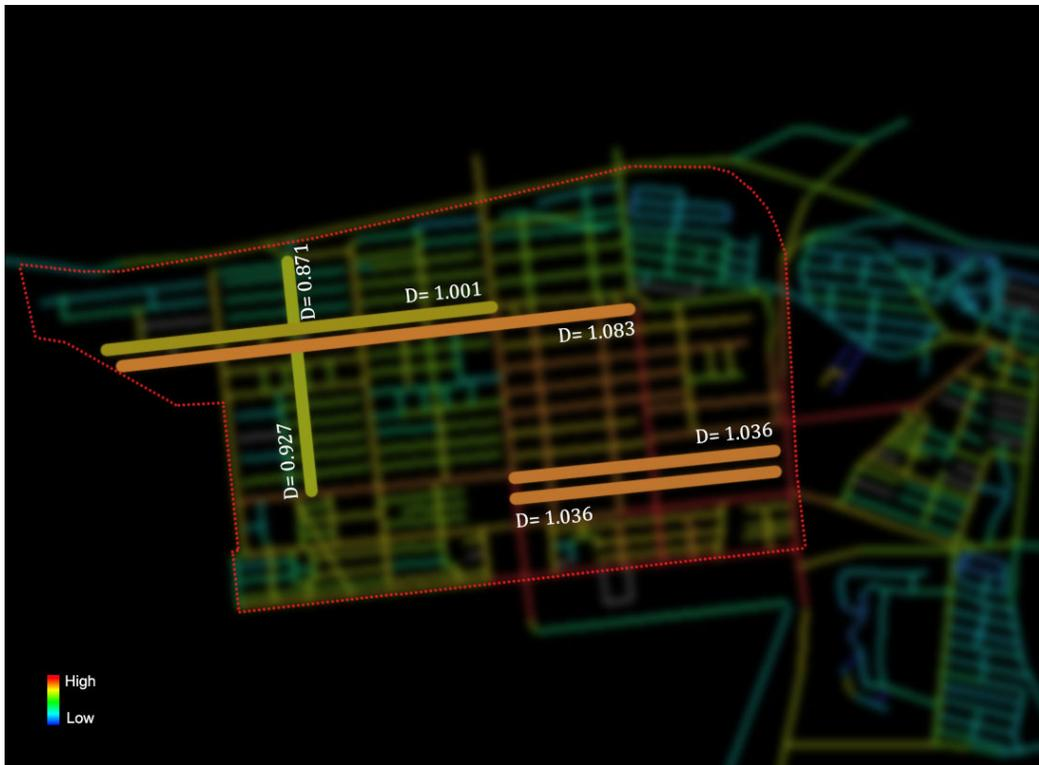 D= 0.871
D= 1.001
D= 1.083
D= 0.927
D= 1.036
D= 1.036
High
Low